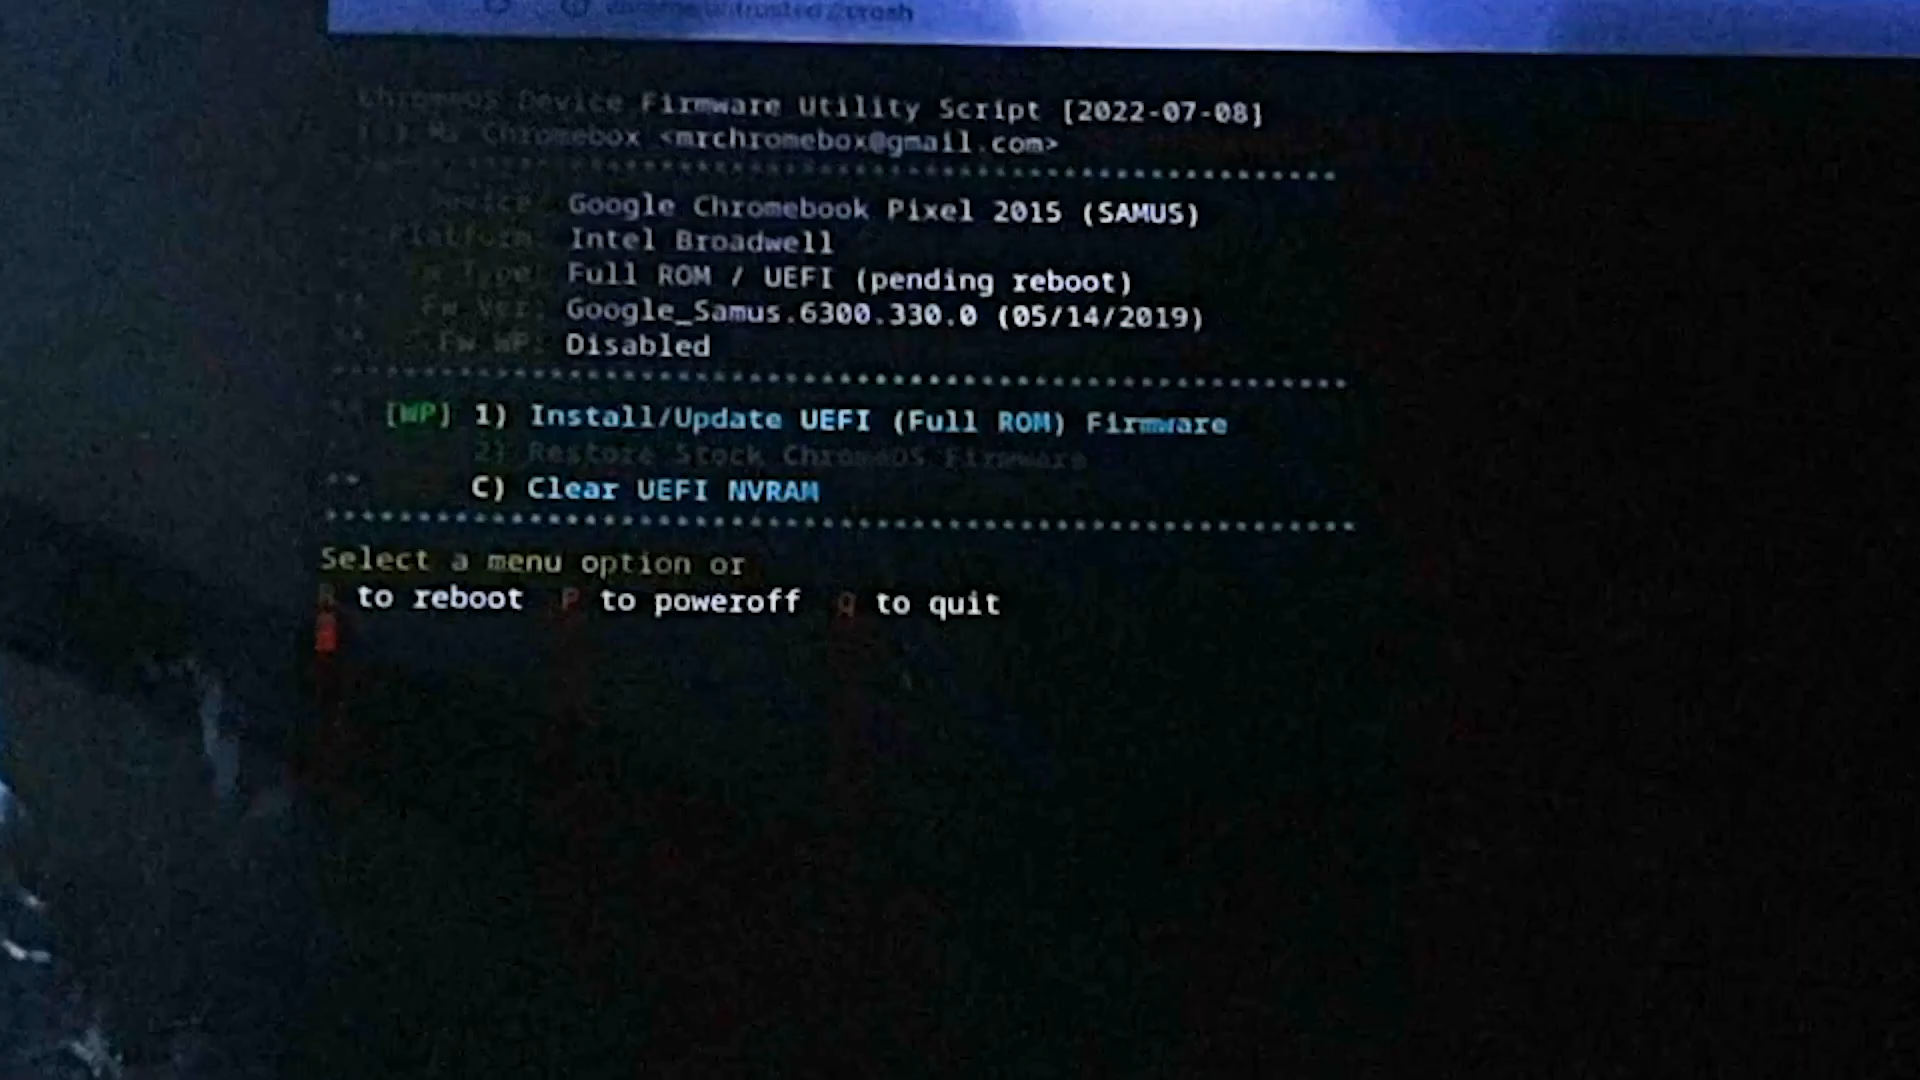 chrome-untrusted://crosh
ChromeOS Device Firmware Utility Script [2022-07-08]
(c) Mr Chromebox <mrchromebox@gmail.com>
*********************************************************
** Device: Google Chromebook Pixel 2015 (SAMUS)
** Platform: Intel Broadwell
** Fw Type: Full ROM / UEFI (pending reboot)
** Fw Ver: Google_Samus.6300.330.0 (05/14/2019)
** Fw WP: Disabled
*********************************************************
** [WP] 1) Install/Update UEFI (Full ROM) Firmware
2) Restore Stock ChromeOS Firmware
** C) Clear UEFI NVRAM
*********************************************************
Select a menu option or
R to reboot P to poweroff Q to quit